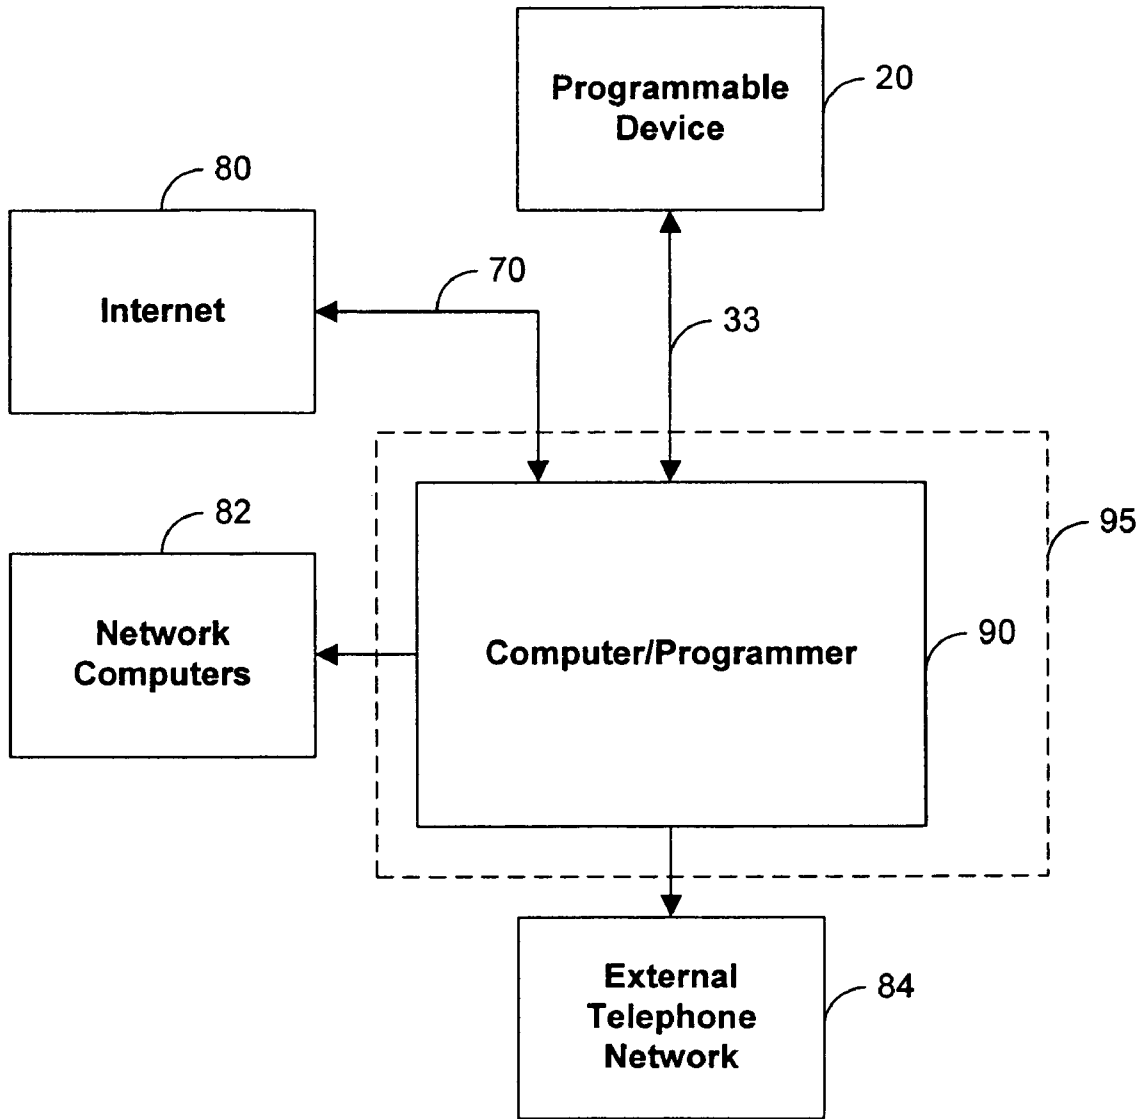 Programmable
Device
20
80
Internet
70
33
82
Network
Computers
95
Computer/Programmer
90
External
Telephone
Network
84